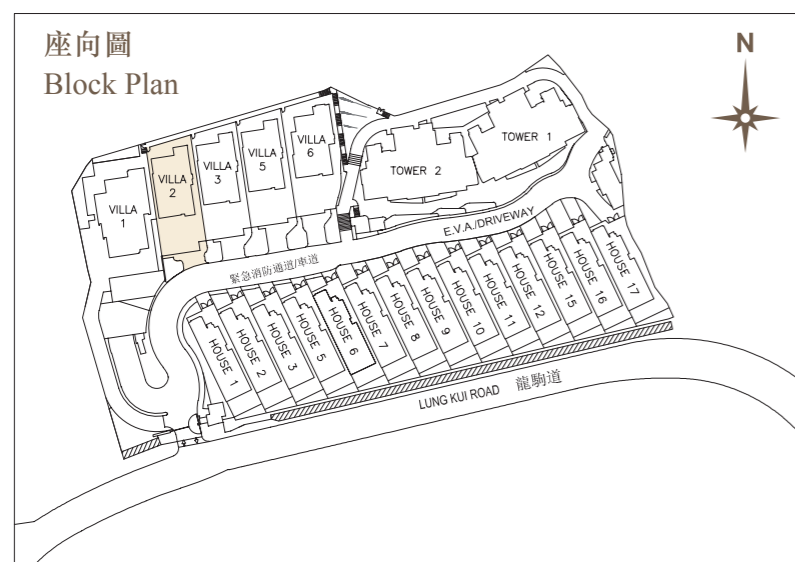 座向圖
Block Plan
N
VILLA
1
VILLA
2
VILLA
3
VILLA
5
VILLA
6
TOWER 2
TOWER 1
E.V.A./DRIVEWAY
緊急消防通道/車道
HOUSE 1
HOUSE 2
HOUSE 3
HOUSE 5
HOUSE 6
HOUSE 7
HOUSE 8
HOUSE 9
HOUSE 10
HOUSE 11
HOUSE 12
HOUSE 15
HOUSE 16
HOUSE 17
LUNG KUI ROAD 龍駒道